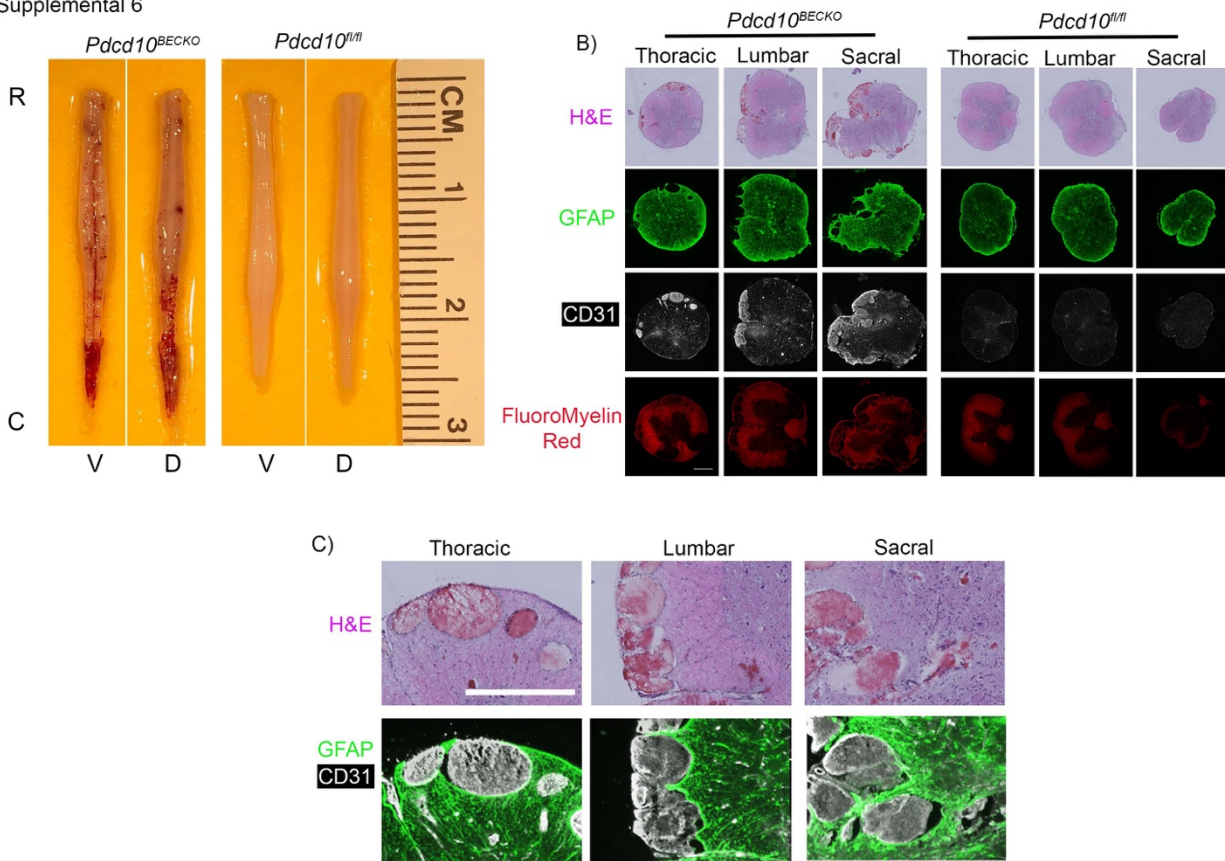 Supplemental 6
Pdcd10BECKO
Pdcd10fl/fl
R
C
V
D
V
D
CM
1
2
3
B)
Pdcd10BECKO
Pdcd10fl/fl
Thoracic
Lumbar
Sacral
Thoracic
Lumbar
Sacral
H&E
GFAP
CD31
FluoroMyelin
Red
C)
Thoracic
Lumbar
Sacral
H&E
GFAP
CD31